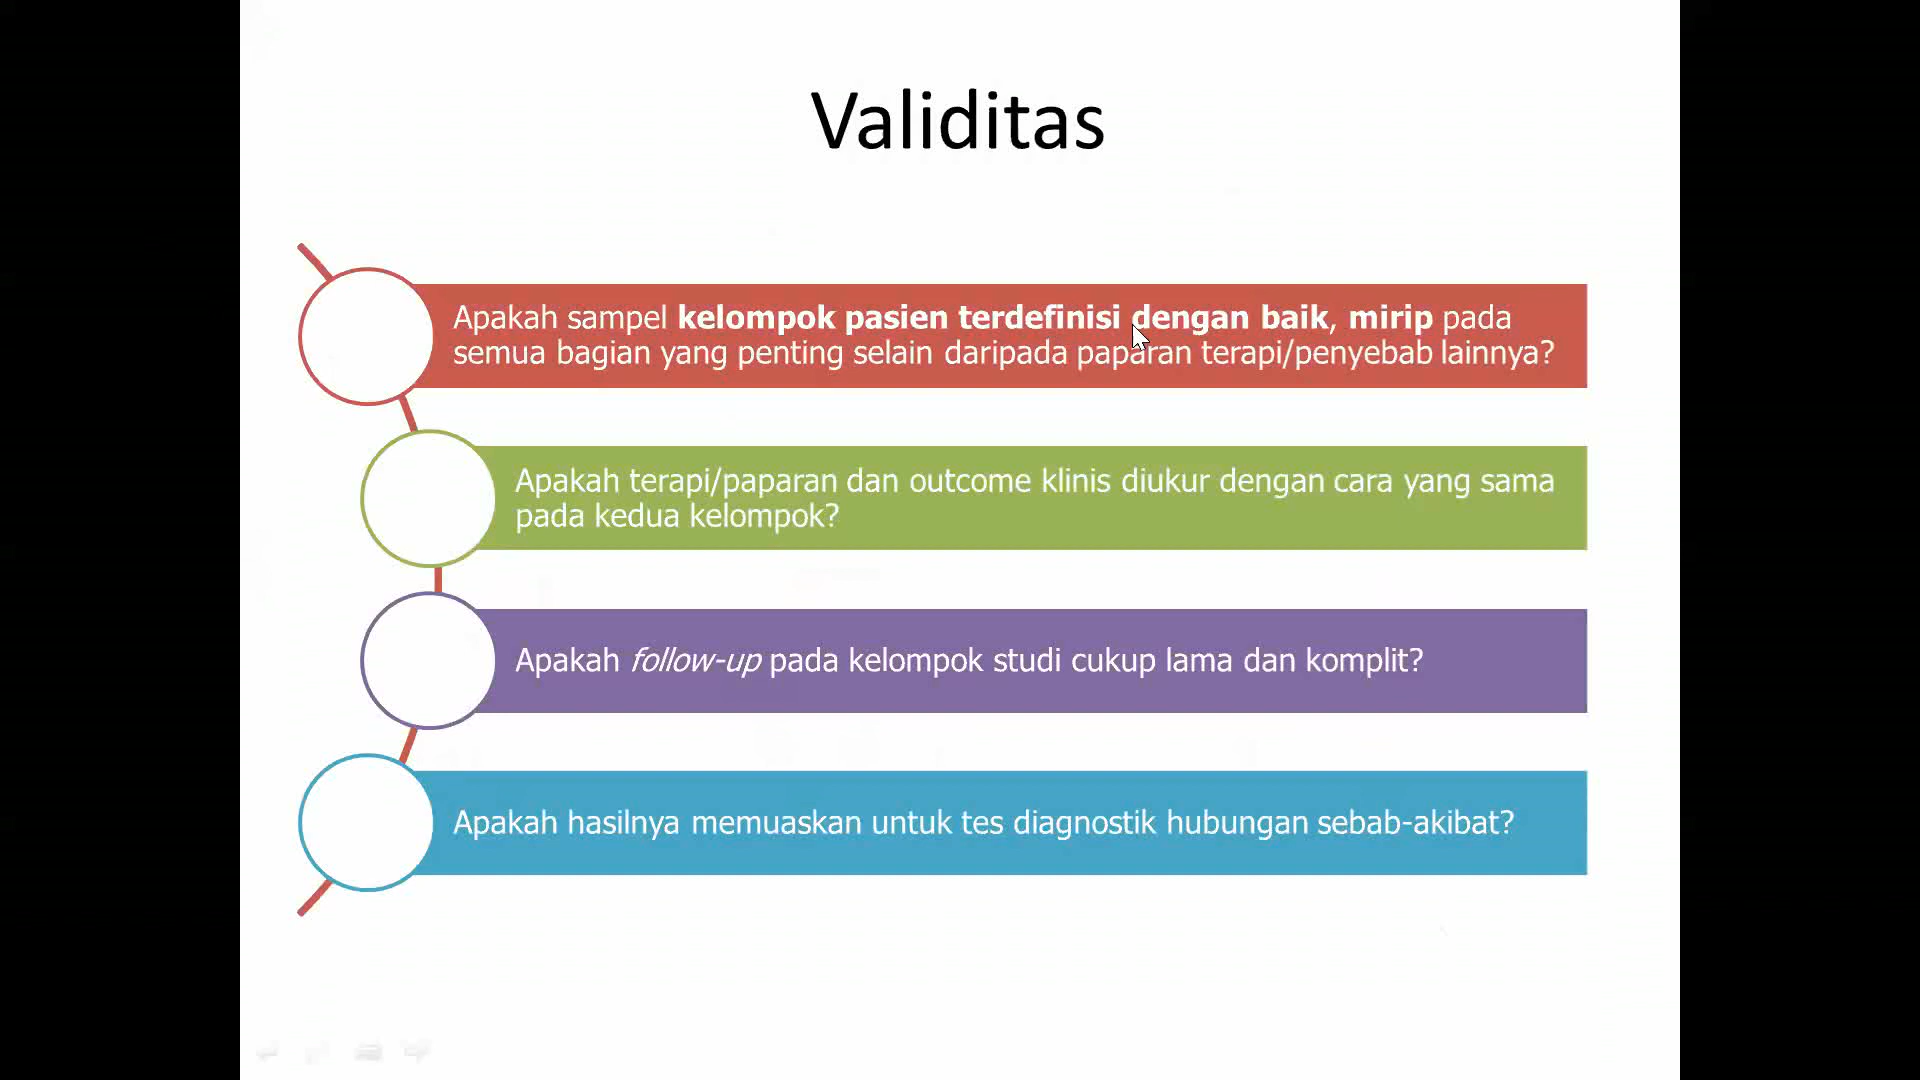 Validitas
Apakah sampel kelompok pasien terdefinisi dengan baik, mirip pada
semua bagian yang penting selain daripada paparan terapi/penyebab lainnya?
Apakah terapi/paparan dan outcome klinis diukur dengan cara yang sama
pada kedua kelompok?
Apakah follow-up pada kelompok studi cukup lama dan komplit?
Apakah hasilnya memuaskan untuk tes diagnostik hubungan sebab-akibat?